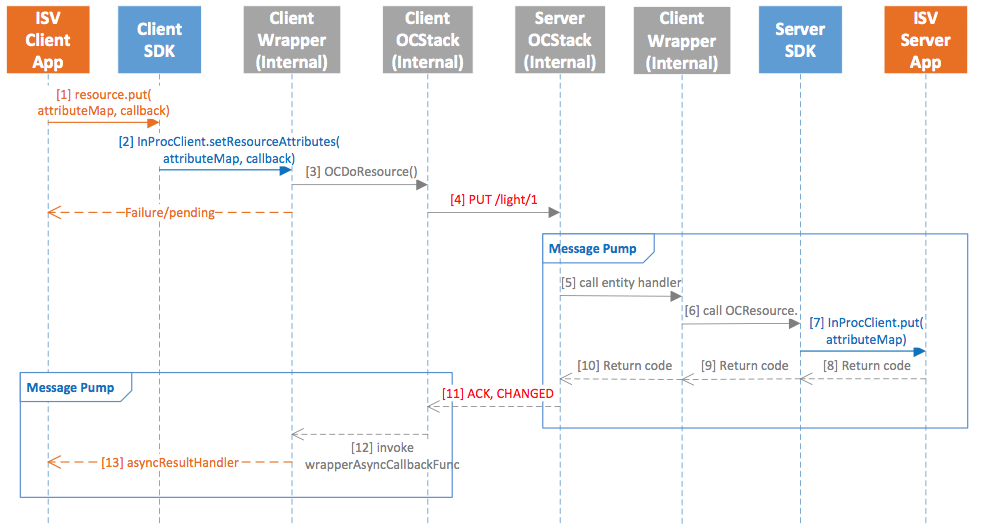 ISV
Client
App
Client
SDK
Client
Wrapper
(Internal)
Client
OCStack
(Internal)
Server
OCStack
(Internal)
Client
Wrapper
(Internal)
Server
SDK
ISV
Server
App
[1] resource.put(
attributeMap, callback)
[2] InProcClient.setResourceAttributes(
attributeMap, callback)
[3] OCDoResource()
[4] PUT /light/1
Failure/pending
Message Pump
[5] call entity handler
[6] call OCResource.
[7] InProcClient.put(
attributeMap)
[10] Return code
[9] Return code
[8] Return code
Message Pump
[11] ACK, CHANGED
[12] invoke
wrapperAsyncCallbackFunc
[13] asyncResultHandler